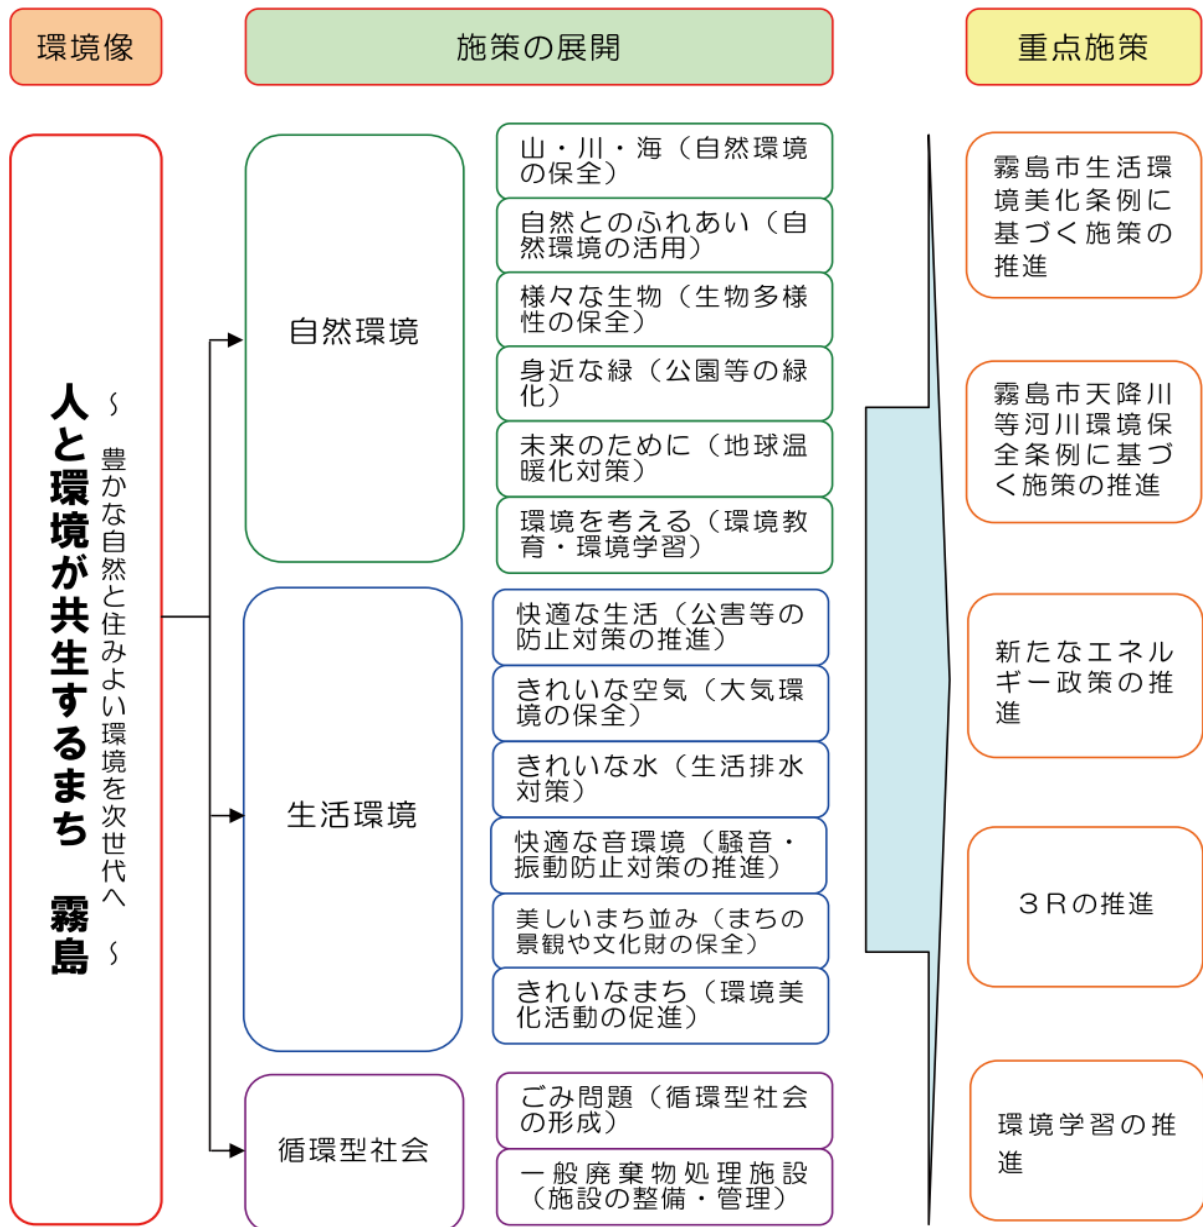 環境像
施策の展開
重点施策
人と環境が共生するまち　霧島
～　豊かな自然と住みよい環境を次世代へ　～
自然環境
山・川・海（自然環境
の保全）
自然とのふれあい（自
然環境の活用）
様々な生物（生物多様
性の保全）
身近な緑（公園等の緑
化）
未来のために（地球温
暖化対策）
環境を考える（環境教
育・環境学習）
生活環境
快適な生活（公害等の
防止対策の推進）
きれいな空気（大気環
境の保全）
きれいな水（生活排水
対策）
快適な音環境（騒音・
振動防止対策の推進）
美しいまち並み（まちの
景観や文化財の保全）
きれいなまち（環境美
化活動の促進）
循環型社会
ごみ問題（循環型社会
の形成）
一般廃棄物処理施設
（施設の整備・管理）
霧島市生活環
境美化条例に
基づく施策の
推進
霧島市天降川
等河川環境保
全条例に基づ
く施策の推進
新たなエネル
ギー政策の推
進
３Ｒの推進
環境学習の推
進